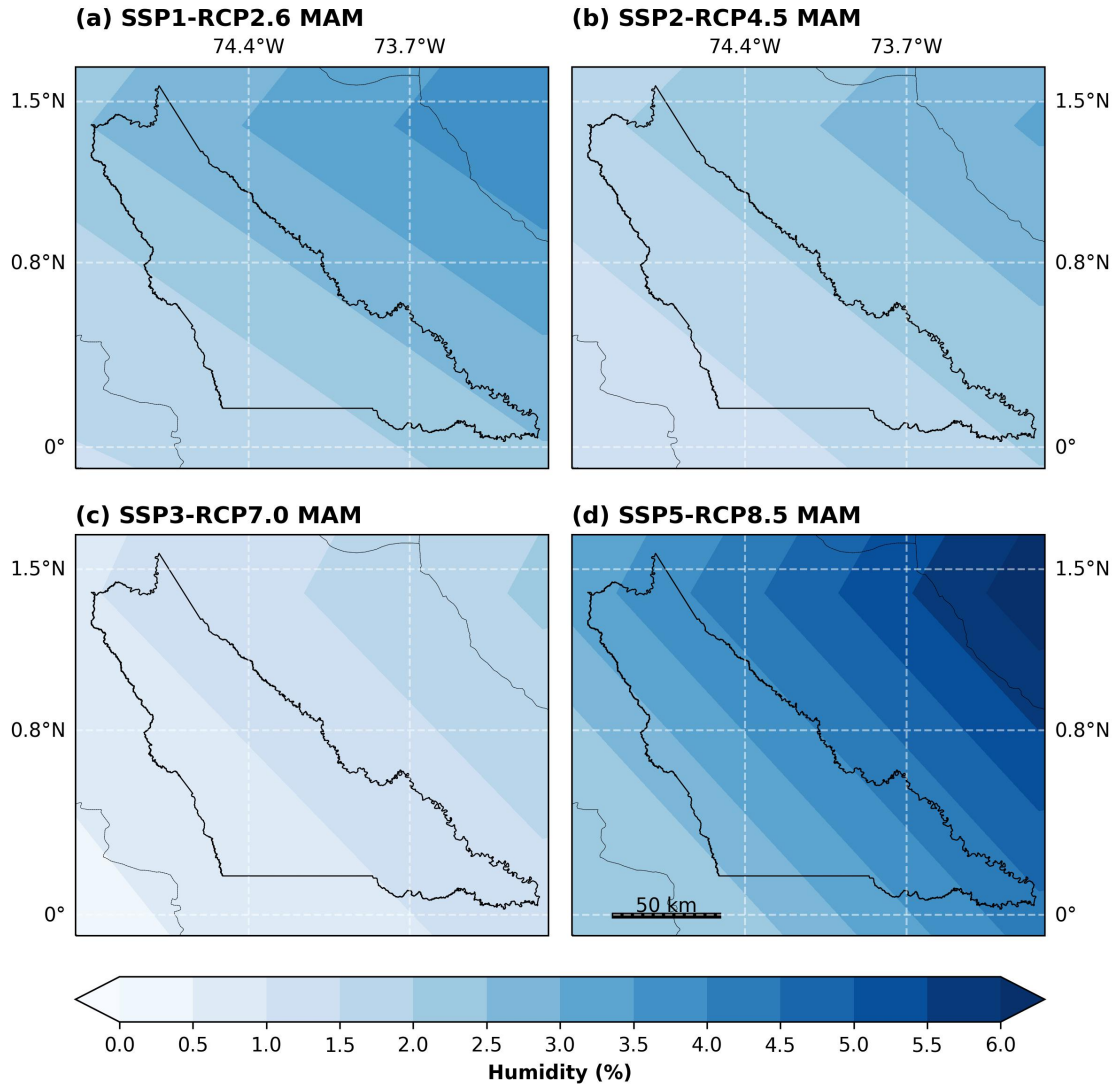 (a) SSP1-RCP2.6 MAM
(b) SSP2-RCP4.5 MAM
74.4°W 73.7°W
74.4°W 73.7°W
1.5°N
1.5°N
0.8°N
0.8°N
0°
0°
(c) SSP3-RCP7.0 MAM
(d) SSP5-RCP8.5 MAM
1.5°N
1.5°N
0.8°N
0.8°N
50 km
0°
0°
0.0 0.5 1.0 1.5 2.0 2.5 3.0 3.5 4.0 4.5 5.0 5.5 6.0
Humidity (%)